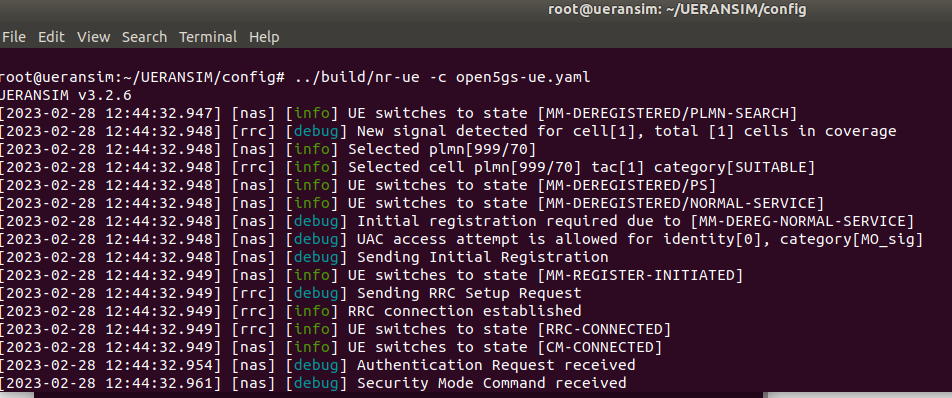 root@ueransim: ~/UERANSIM/config
File Edit View Search Terminal Help
root@ueransim:~/UERANSIM/config# ../build/nr-ue -c open5gs-ue.yaml
UERANSIM v3.2.6
[2023-02-28 12:44:32.947] [nas] [info] UE switches to state [MM-DEREGISTERED/PLMN-SEARCH]
[2023-02-28 12:44:32.948] [rrc] [debug] New signal detected for cell[1], total [1] cells in coverage
[2023-02-28 12:44:32.948] [nas] [info] Selected plmn[999/70]
[2023-02-28 12:44:32.948] [rrc] [info] Selected cell plmn[999/70] tac[1] category[SUITABLE]
[2023-02-28 12:44:32.948] [nas] [info] UE switches to state [MM-DEREGISTERED/PS]
[2023-02-28 12:44:32.948] [nas] [info] UE switches to state [MM-DEREGISTERED/NORMAL-SERVICE]
[2023-02-28 12:44:32.948] [nas] [debug] Initial registration required due to [MM-DEREG-NORMAL-SERVICE]
[2023-02-28 12:44:32.948] [nas] [debug] UAC access attempt is allowed for identity[0], category[MO_sig]
[2023-02-28 12:44:32.948] [nas] [debug] Sending Initial Registration
[2023-02-28 12:44:32.949] [nas] [info] UE switches to state [MM-REGISTER-INITIATED]
[2023-02-28 12:44:32.949] [rrc] [debug] Sending RRC Setup Request
[2023-02-28 12:44:32.949] [rrc] [info] RRC connection established
[2023-02-28 12:44:32.949] [rrc] [info] UE switches to state [RRC-CONNECTED]
[2023-02-28 12:44:32.949] [nas] [info] UE switches to state [CM-CONNECTED]
[2023-02-28 12:44:32.954] [nas] [debug] Authentication Request received
[2023-02-28 12:44:32.961] [nas] [debug] Security Mode Command received